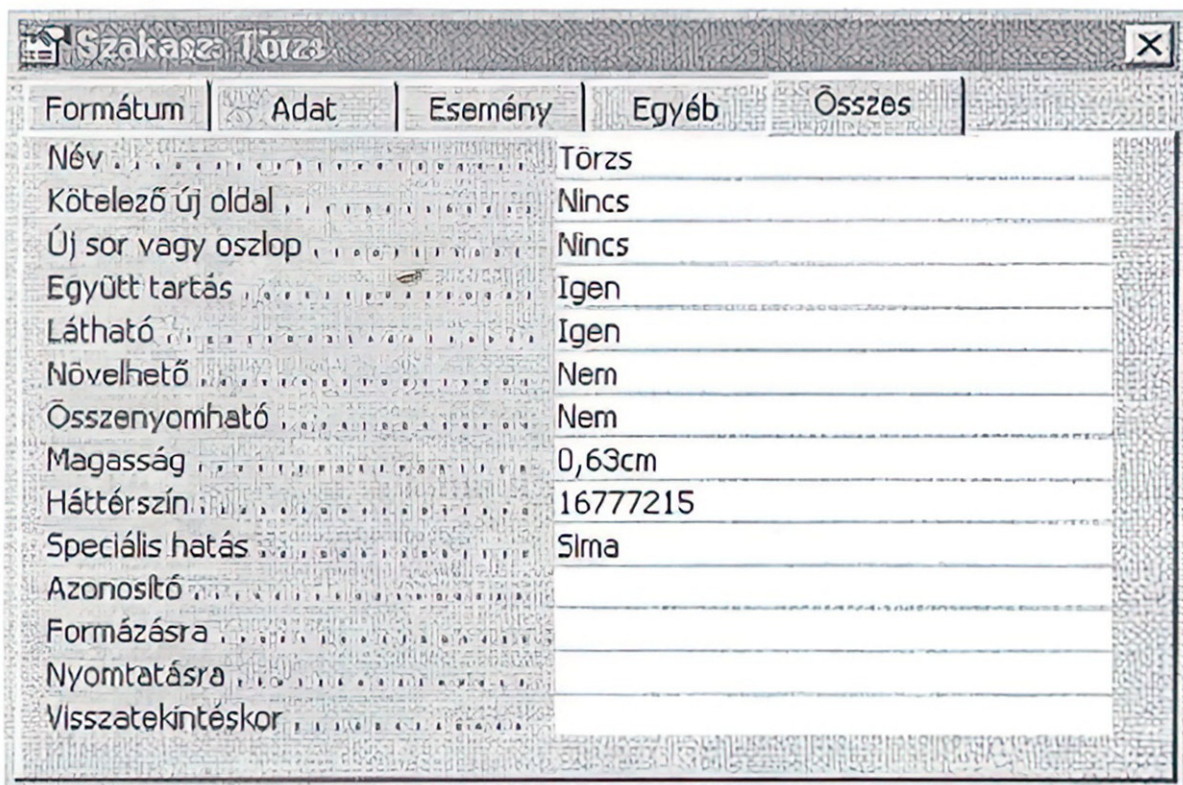 Szakasz: Törzs
Formátum Adat Esemény Egyéb Összes
Név Törzs
Kötelező új oldal Nincs
Új sor vagy oszlop Nincs
Együtt tartás Igen
Látható Igen
Növelhető Nem
Összenyomható Nem
Magasság 0,63cm
Háttérszín 16777215
Speciális hatás Sima
Azonosító
Formázásra
Nyomtatásra
Visszatekintéskor